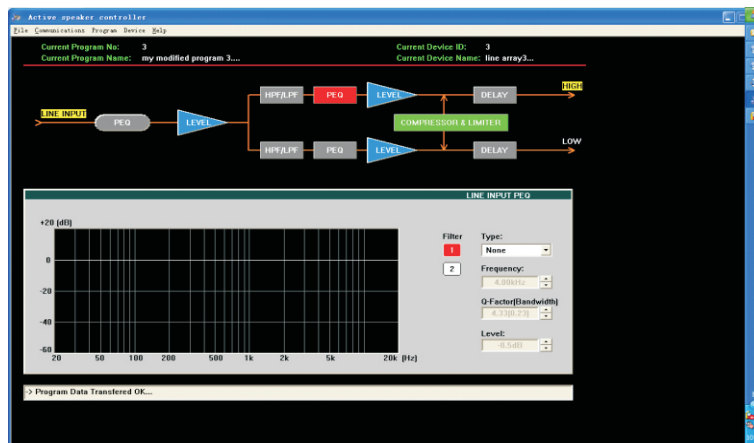 Active speaker controller
File Communications Program Device Help
Current Program No: 3
Current Device ID: 3
Current Program Name: my modified program 3....
Current Device Name: line array3...
HIGH
HPF/LPF PEQ LEVEL DELAY
LINE INPUT
PEQ LEVEL
COMPRESSOR & LIMITER
LOW
HPF/LPF PEQ LEVEL DELAY
LINE INPUT PEQ
+20 (dB)
0
-20
-40
-60
20 50 100 200 500 1k 2k 5k 20k (Hz)
Filter
1
2
Type:
None
Frequency:
4.00kHz
Q-Factor(Bandwidth)
4.33(0.23)
Level:
-0.5dB
-> Program Data Transfered OK...